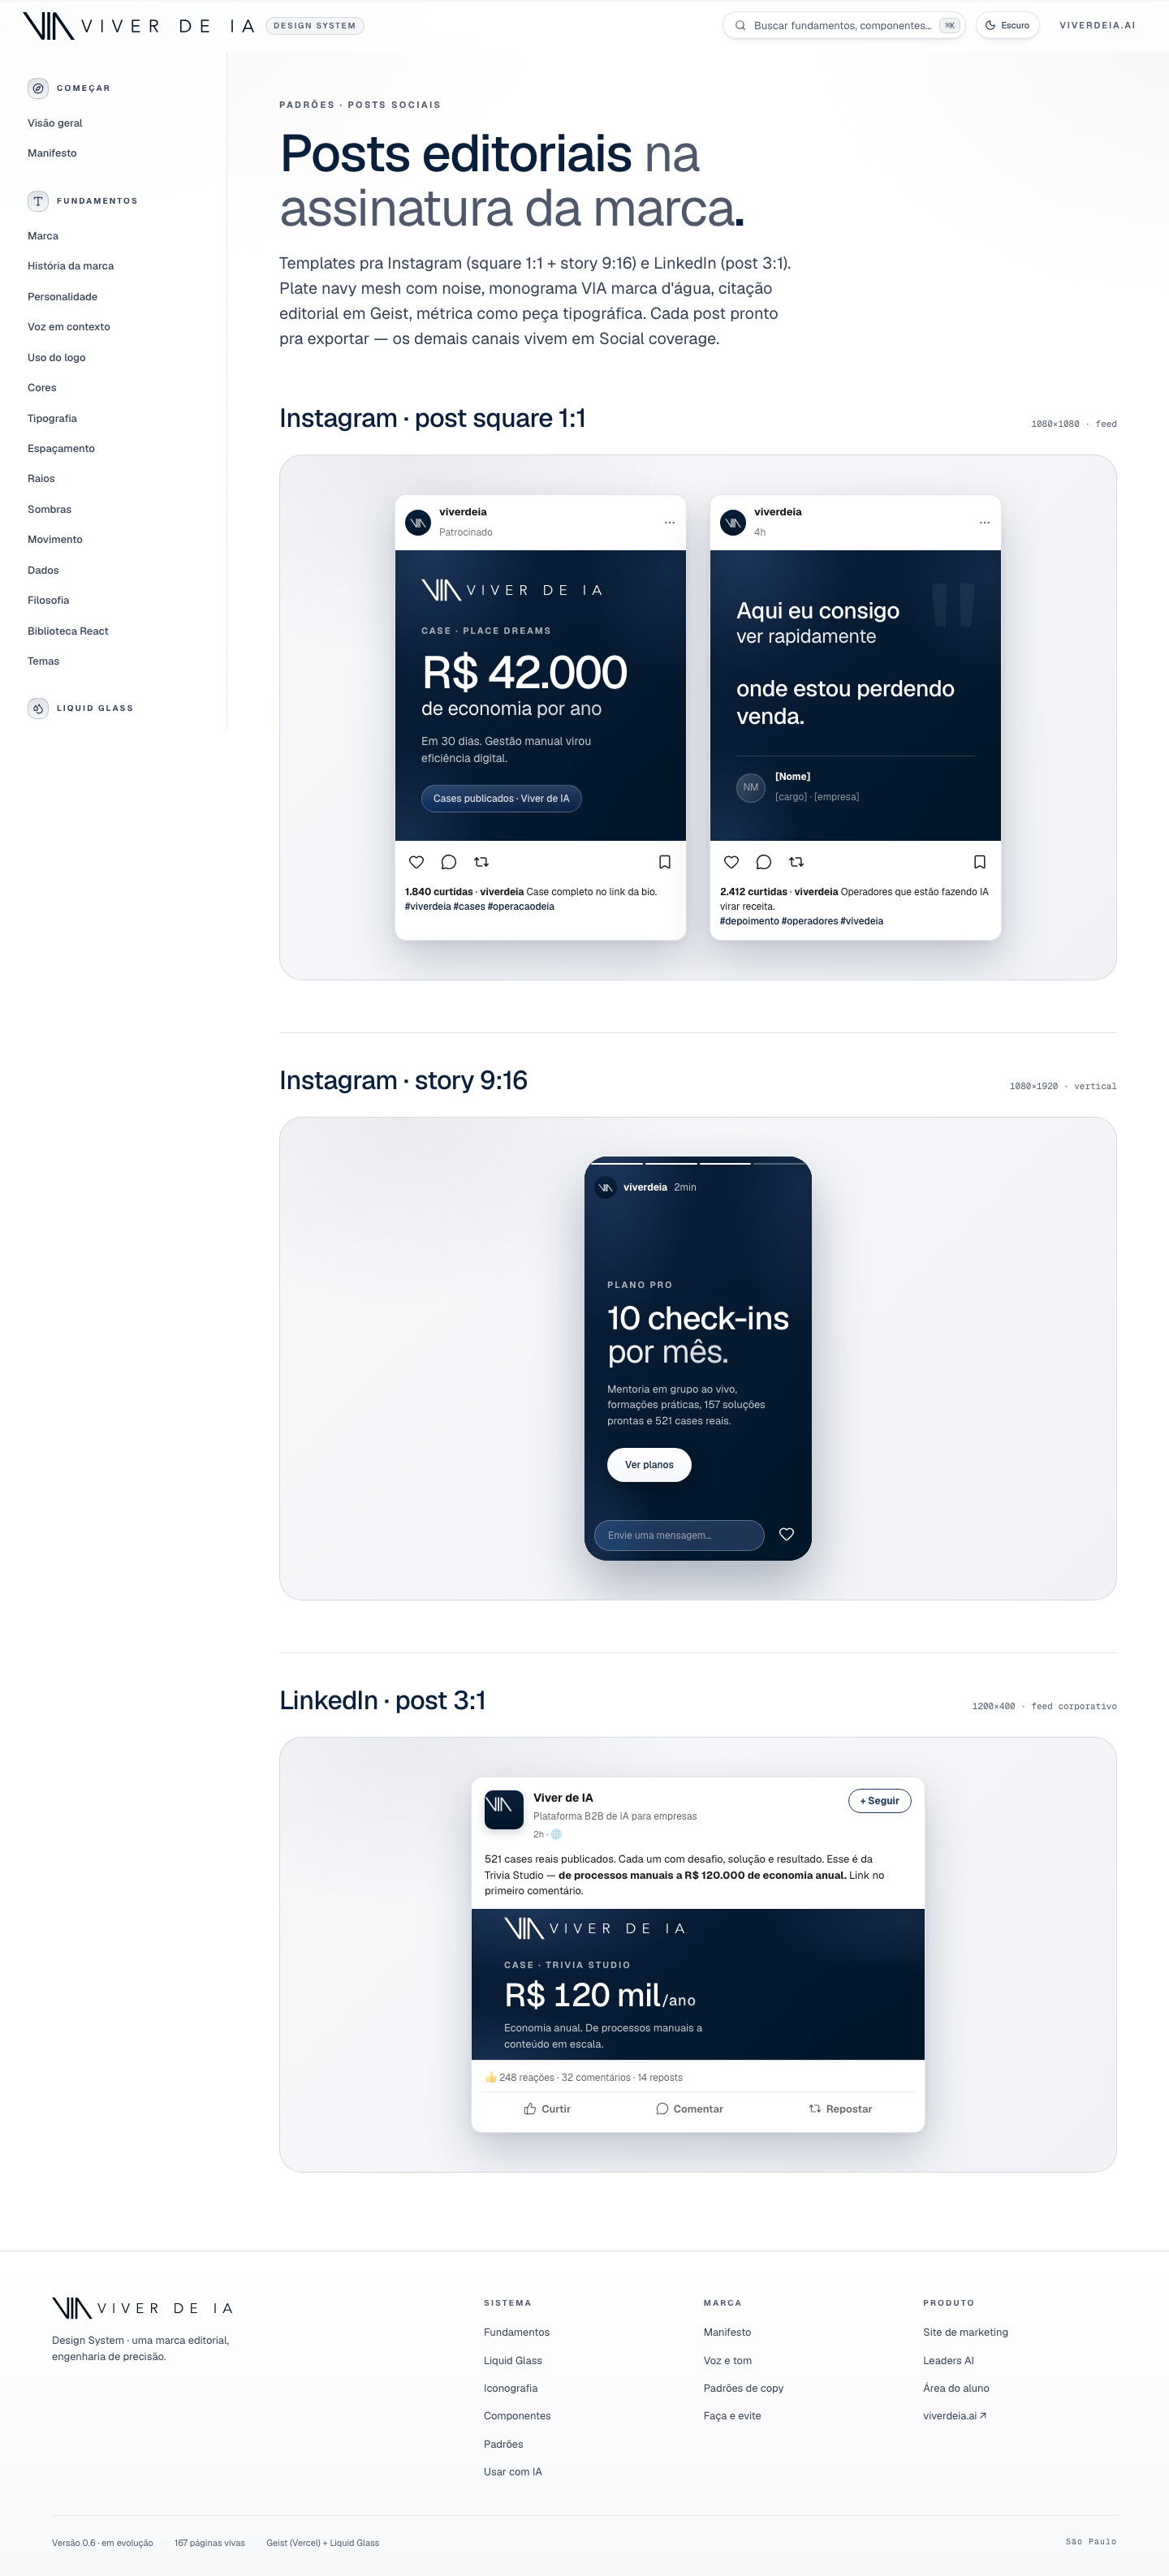 VIA VIVER DE IA DESIGN SYSTEM
Buscar fundamentos, componentes... ⌘K
Escuro
VIVERDEIA.AI
COMEÇAR
Visão geral
Manifesto
FUNDAMENTOS
Marca
História da marca
Personalidade
Voz em contexto
Uso do logo
Cores
Tipografia
Espaçamento
Raios
Sombras
Movimento
Dados
Filosofia
Biblioteca React
Temas
LIQUID GLASS
PADRÕES · POSTS SOCIAIS
Posts editoriais na
assinatura da marca.
Templates pra Instagram (square 1:1 + story 9:16) e LinkedIn (post 3:1).
Plate navy mesh com noise, monograma VIA marca d'água, citação
editorial em Geist, métrica como peça tipográfica. Cada post pronto
pra exportar — os demais canais vivem em Social coverage.
Instagram · post square 1:1
1080×1080 · feed
VIA
viverdeia
Patrocinado
...
VIA VIVER DE IA
CASE · PLACE DREAMS
R$ 42.000
de economia por ano
Em 30 dias. Gestão manual virou
eficiência digital.
Cases publicados · Viver de IA
1.840 curtidas · viverdeia Case completo no link da bio.
#viverdeia #cases #operacaodeia
VIA
viverdeia
4h
...
"
Aqui eu consigo
ver rapidamente
onde estou perdendo
venda.
NM
[Nome]
[cargo] · [empresa]
2.412 curtidas · viverdeia Operadores que estão fazendo IA
virar receita.
#depoimento #operadores #vivedeia
Instagram · story 9:16
1080×1920 · vertical
VIA
viverdeia 2min
PLANO PRO
10 check-ins
por mês.
Mentoria em grupo ao vivo,
formações práticas, 157 soluções
prontas e 521 cases reais.
Ver planos
Envie uma mensagem...
LinkedIn · post 3:1
1200×400 · feed corporativo
VIA
Viver de IA
Plataforma B2B de IA para empresas
2h · 🌐
+ Seguir
521 cases reais publicados. Cada um com desafio, solução e resultado. Esse é da
Trivia Studio — de processos manuais a R$ 120.000 de economia anual. Link no
primeiro comentário.
VIA VIVER DE IA
CASE · TRIVIA STUDIO
R$ 120 mil/ano
Economia anual. De processos manuais a
conteúdo em escala.
👍 248 reações · 32 comentários · 14 reposts
Curtir
Comentar
Repostar
VIA VIVER DE IA
Design System · uma marca editorial,
engenharia de precisão.
SISTEMA
Fundamentos
Liquid Glass
Iconografia
Componentes
Padrões
Usar com IA
MARCA
Manifesto
Voz e tom
Padrões de copy
Faça e evite
PRODUTO
Site de marketing
Leaders AI
Área do aluno
viverdeia.ai ↗
Versão 0.6 · em evolução · 167 páginas vivas · Geist (Vercel) + Liquid Glass
São Paulo